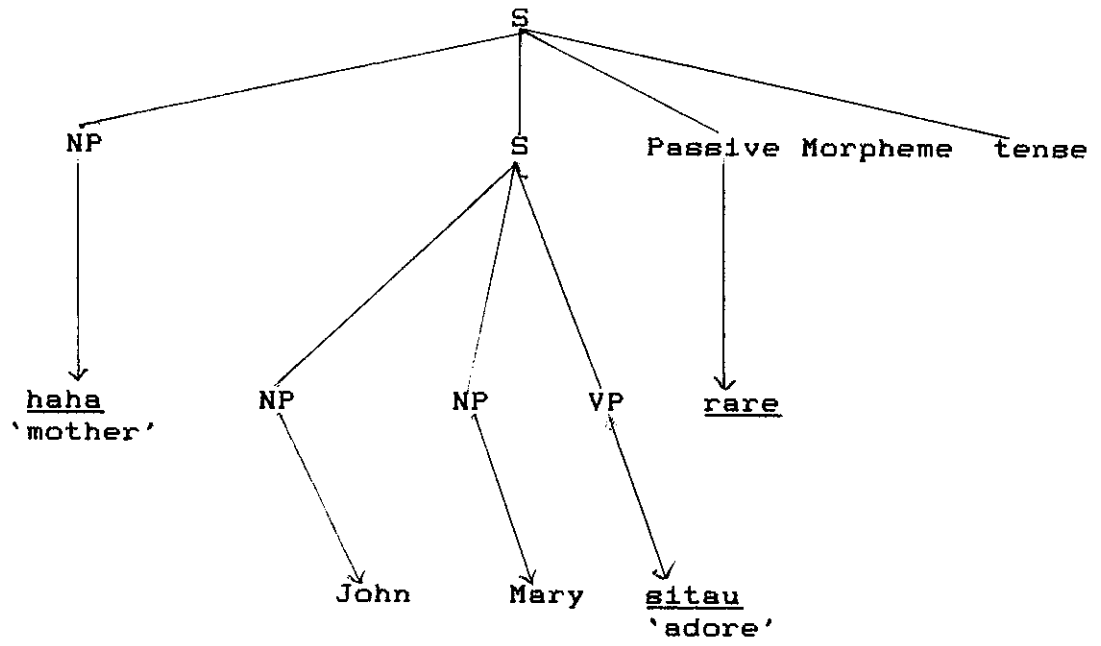 S
NP S Passive Morpheme tense
haha NP NP VP rare
'mother'
John Mary sitau
'adore'